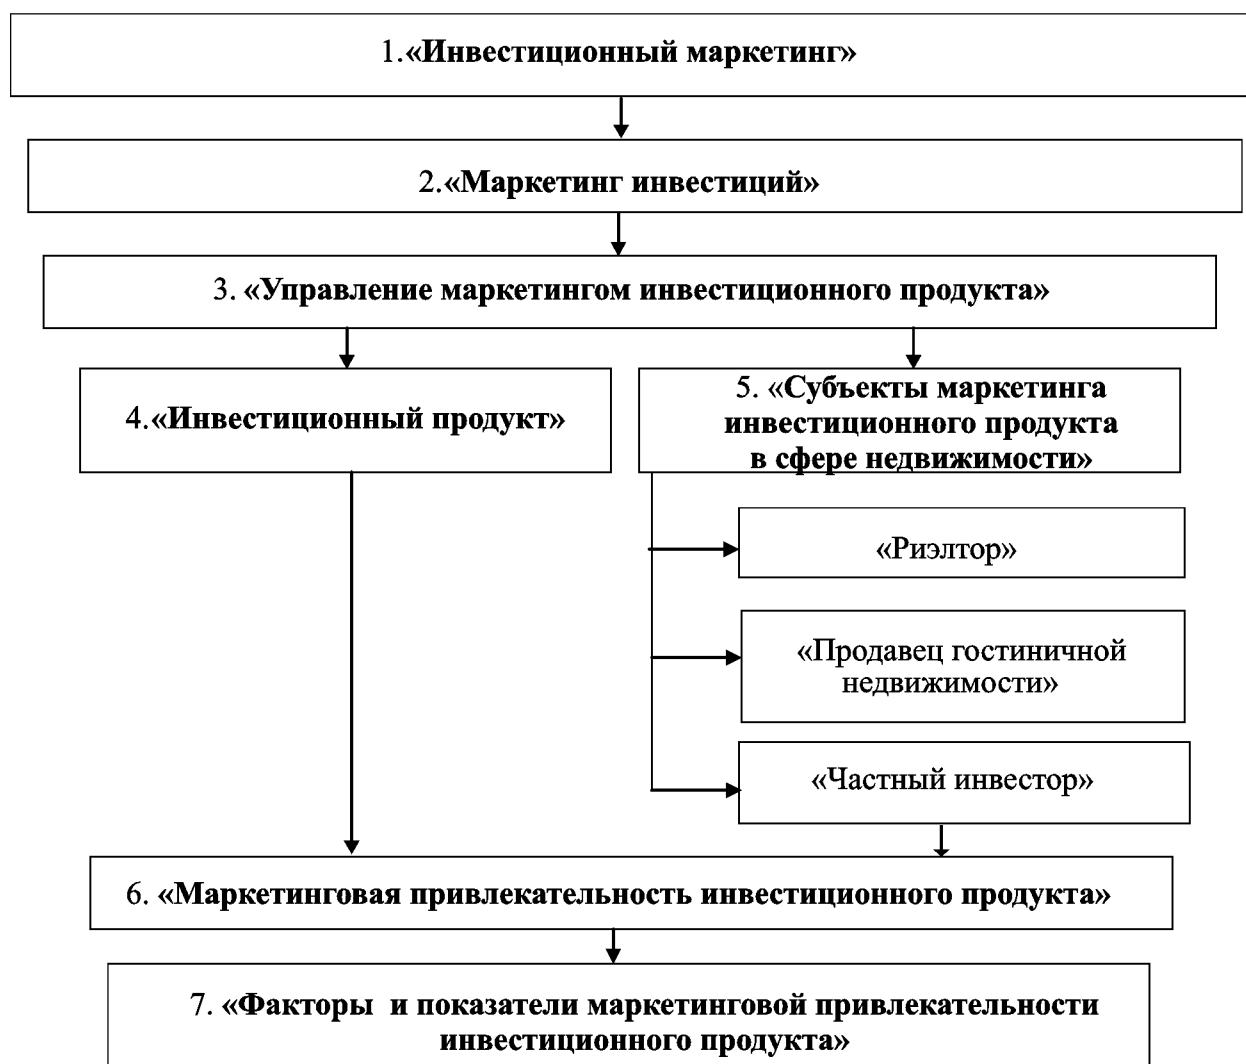 1.«Инвестиционный маркетинг»
2.«Маркетинг инвестиций»
3. «Управление маркетингом инвестиционного продукта»
4.«Инвестиционный продукт»
5. «Субъекты маркетинга
инвестиционного продукта
в сфере недвижимости»
«Риэлтор»
«Продавец гостиничной
недвижимости»
«Частный инвестор»
6. «Маркетинговая привлекательность инвестиционного продукта»
7. «Факторы  и показатели маркетинговой привлекательности
инвестиционного продукта»